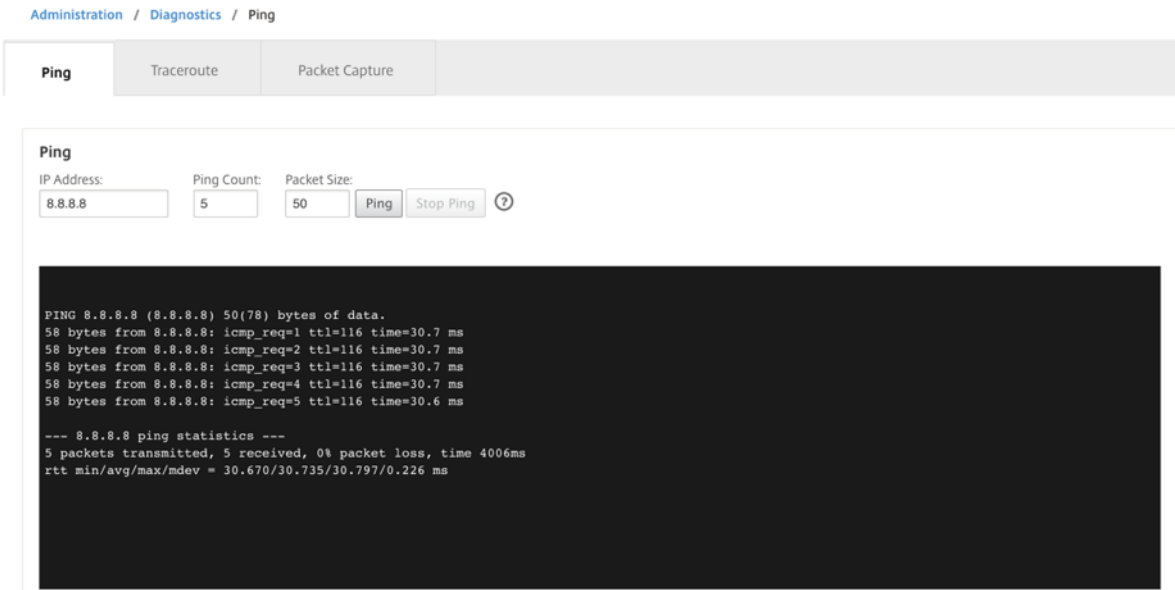 Administration / Diagnostics / Ping
Ping Traceroute Packet Capture
Ping
IP Address: Ping Count: Packet Size:
8.8.8.8 5 50 Ping Stop Ping ?
PING 8.8.8.8 (8.8.8.8) 50(78) bytes of data.
58 bytes from 8.8.8.8: icmp_req=1 ttl=116 time=30.7 ms
58 bytes from 8.8.8.8: icmp_req=2 ttl=116 time=30.7 ms
58 bytes from 8.8.8.8: icmp_req=3 ttl=116 time=30.7 ms
58 bytes from 8.8.8.8: icmp_req=4 ttl=116 time=30.7 ms
58 bytes from 8.8.8.8: icmp_req=5 ttl=116 time=30.6 ms
--- 8.8.8.8 ping statistics ---
5 packets transmitted, 5 received, 0% packet loss, time 4006ms
rtt min/avg/max/mdev = 30.670/30.735/30.797/0.226 ms